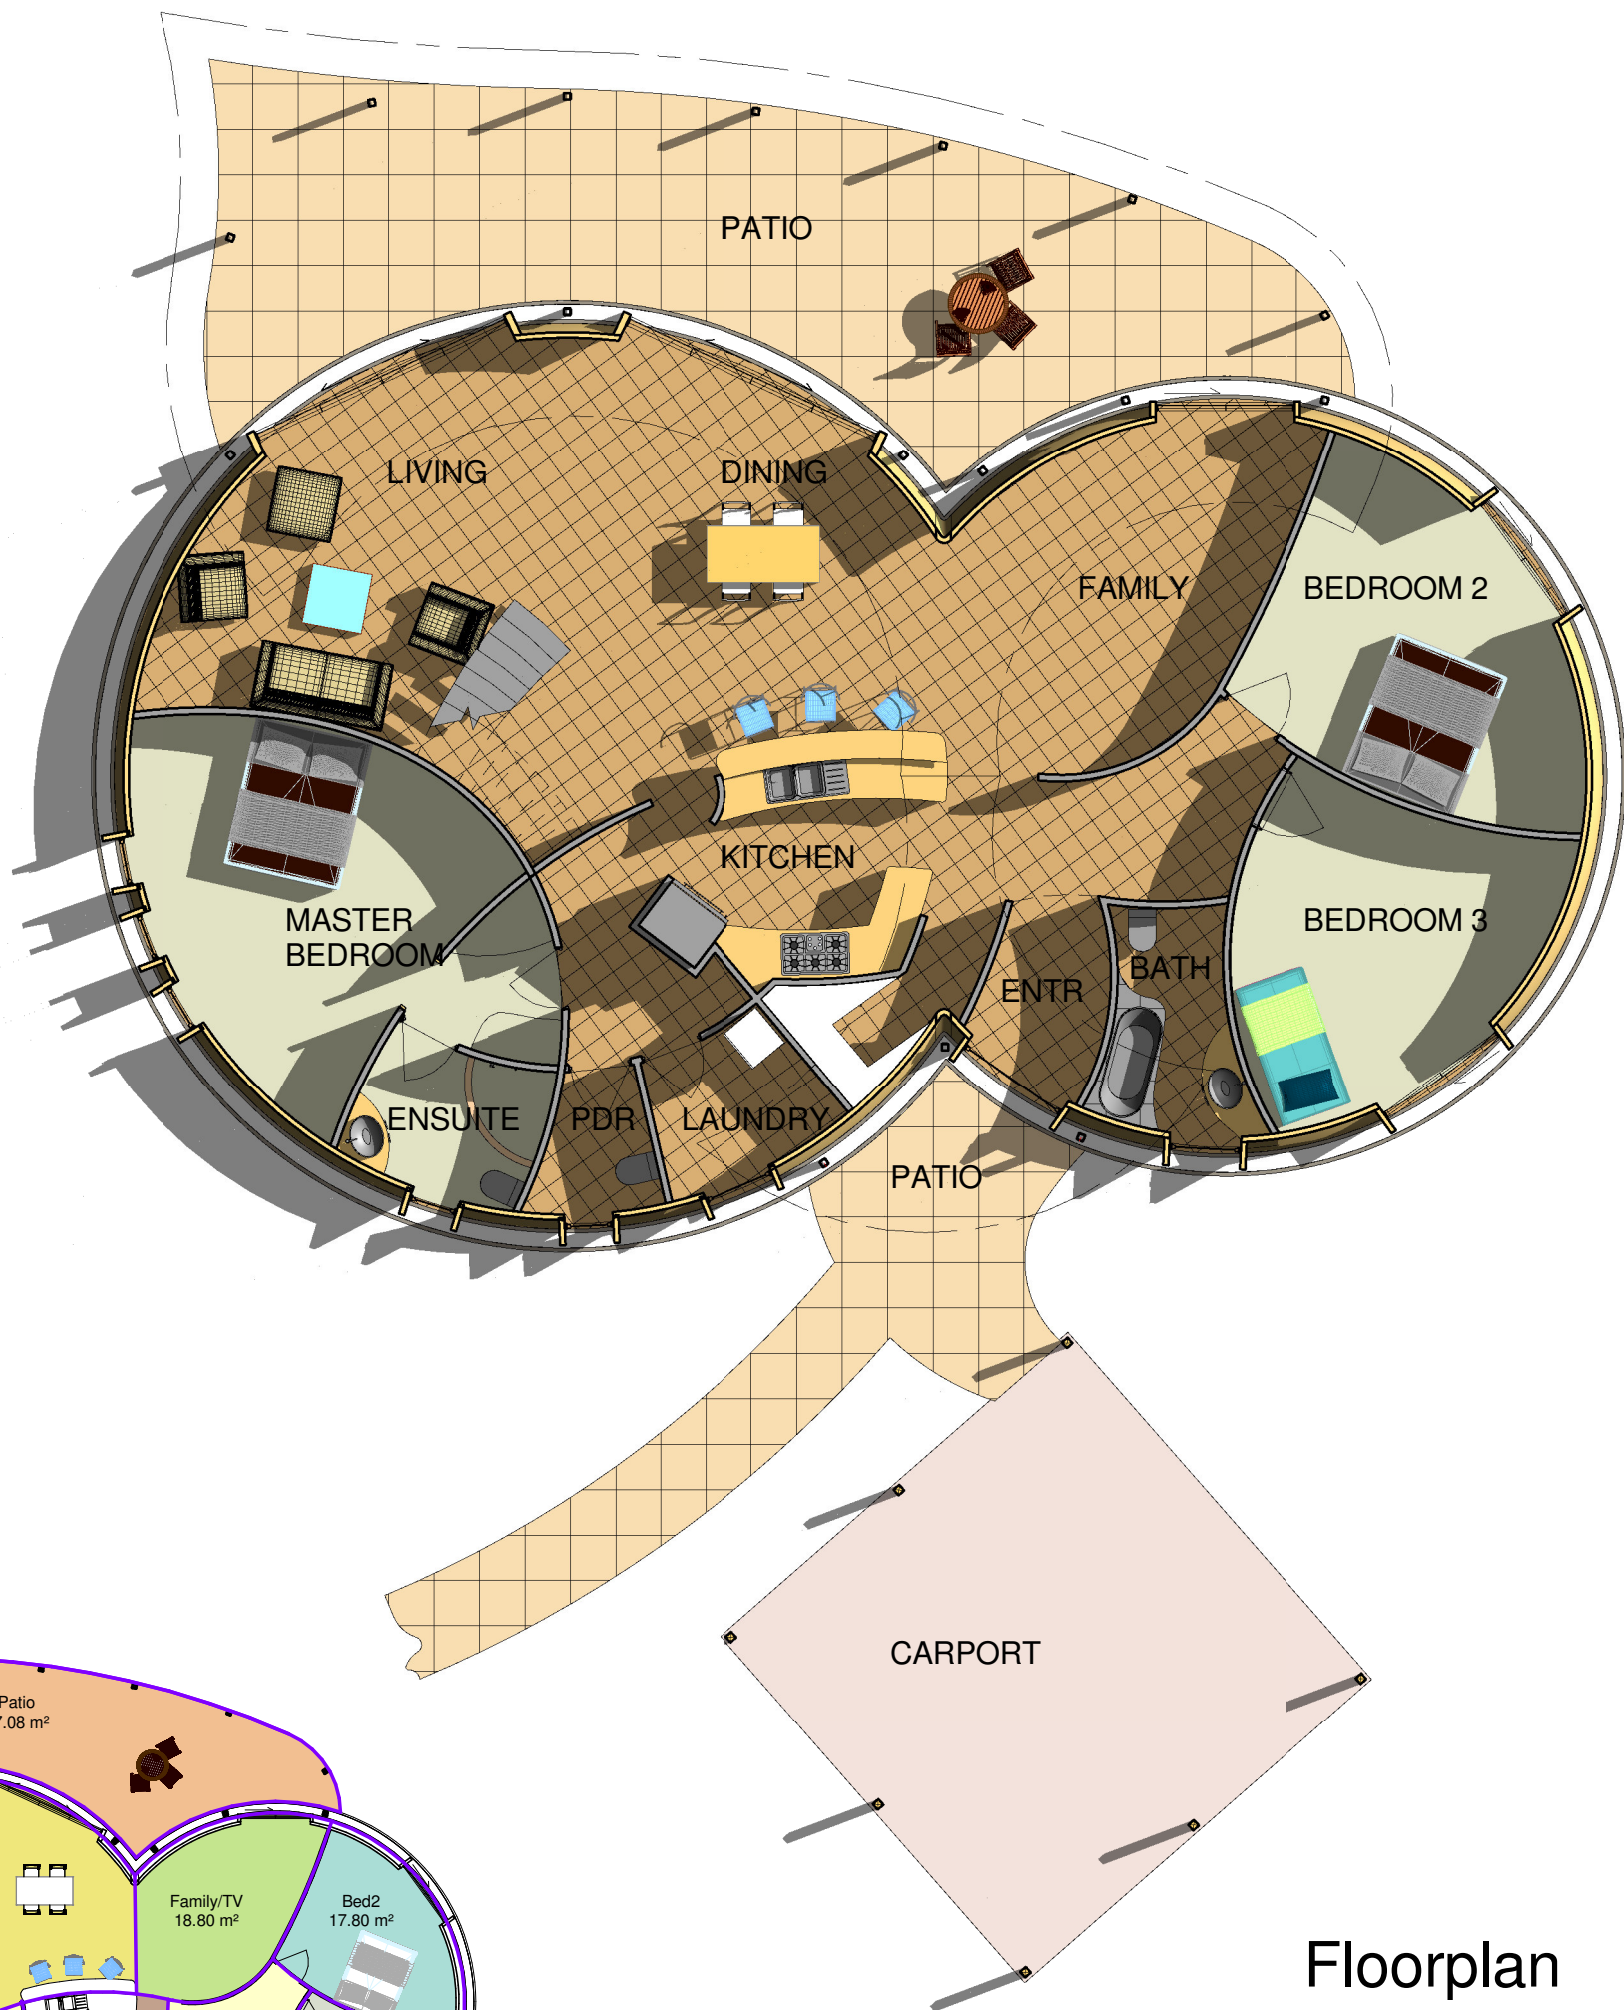 PATIO
LIVING
DINING
FAMILY
BEDROOM 2
KITCHEN
MASTER
BEDROOM
BEDROOM 3
BATH
ENTR
ENSUITE
PDR
LAUNDRY
PATIO
CARPORT
Patio
7.08 m²
Family/TV
18.80 m²
Bed2
17.80 m²
Floorplan